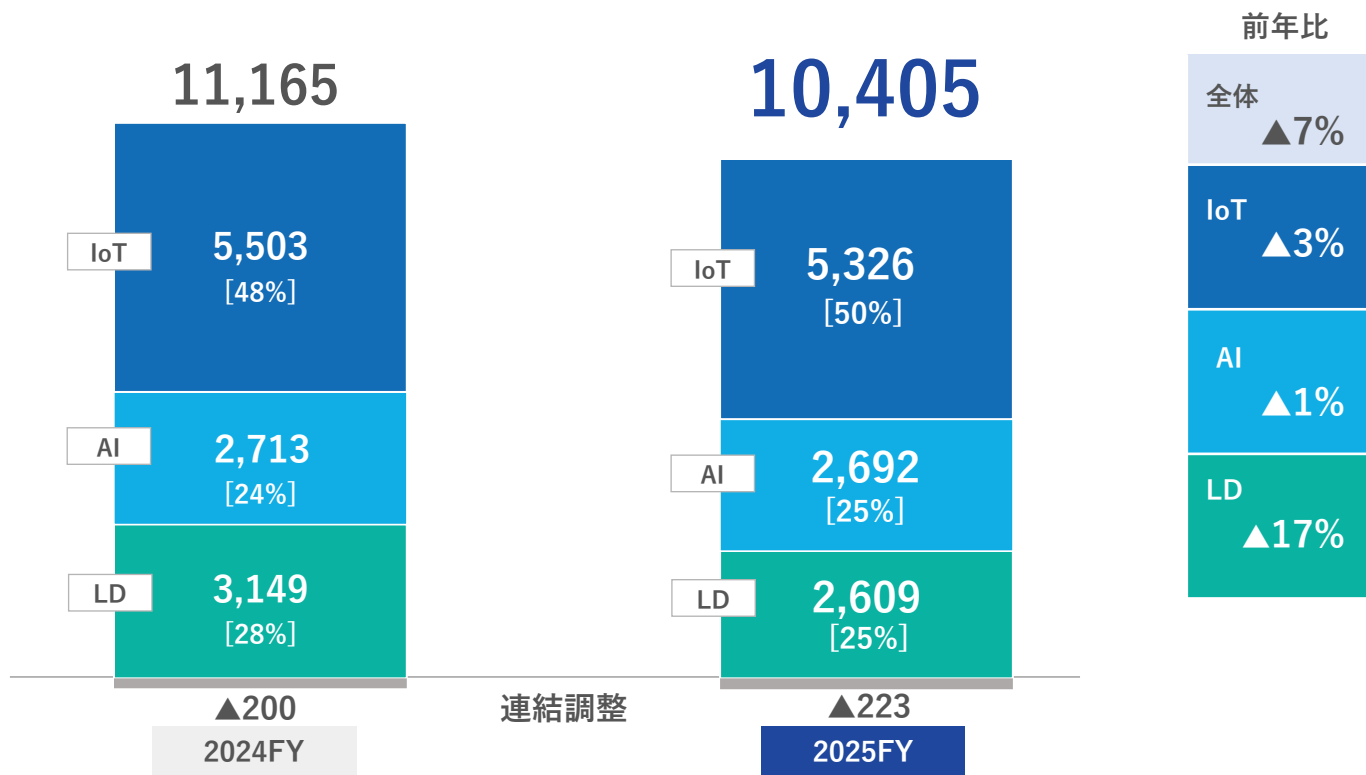 11,165
IoT
5,503
[48%]
AI
2,713
[24%]
LD
3,149
[28%]
▲200
2024FY
連結調整
10,405
IoT
5,326
[50%]
AI
2,692
[25%]
LD
2,609
[25%]
▲223
2025FY
前年比
全体
▲7%
IoT
▲3%
AI
▲1%
LD
▲17%